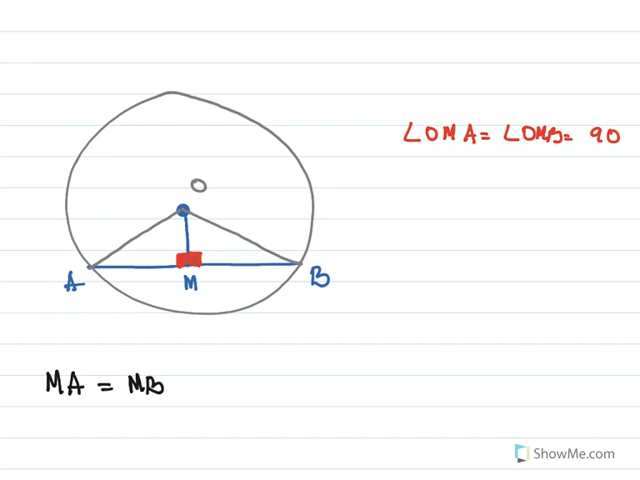 ∠OMA = ∠OMB = 90
O
A
M
B
MA = MB
ShowMe.com